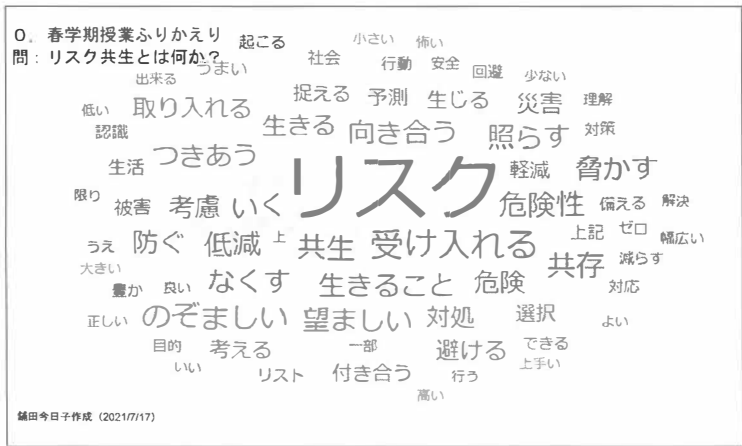 0. 春学期授業ふりかえり
問：リスク共生とは何か？
起こる 小さい 怖い
社会 行動 安全 回避 少ない
出来る うまい
低い 取り入れる 捉える 予測 生じる 災害 理解
認識 生きる 向き合う 照らす 対策
生活 つきあう リスク 軽減 脅かす
限り 被害 考慮 いく 危険性 備える 解決
うえ 防ぐ 低減 上 共生 受け入れる 上記 ゼロ 幅広い
大きい 共存 減らす
豊か 良い なくす 生きること 危険 対応
正しい のぞましい 望ましい 対処 選択 よい
目的 考える 一部 避ける できる
いい リスト 付き合う 行う 上手い
高い
鋪田今日子作成（2021/7/17）